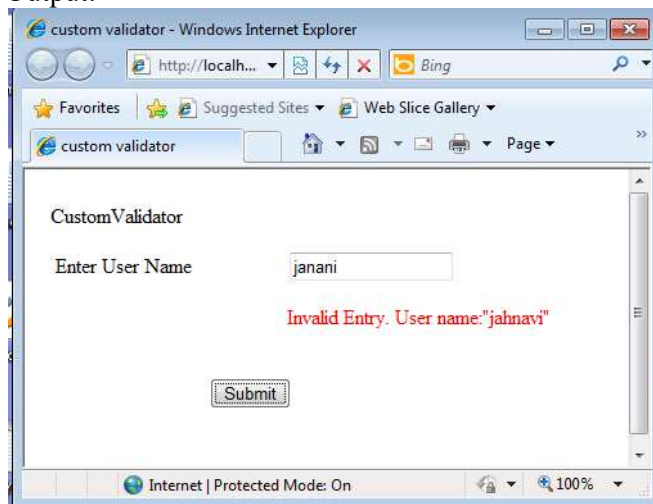 custom validator - Windows Internet Explorer
http://localh...
Bing
Favorites
Suggested Sites
Web Slice Gallery
custom validator
Page
CustomValidator
Enter User Name
janani
Invalid Entry. User name:"jahnavi"
Submit
Internet | Protected Mode: On
100%